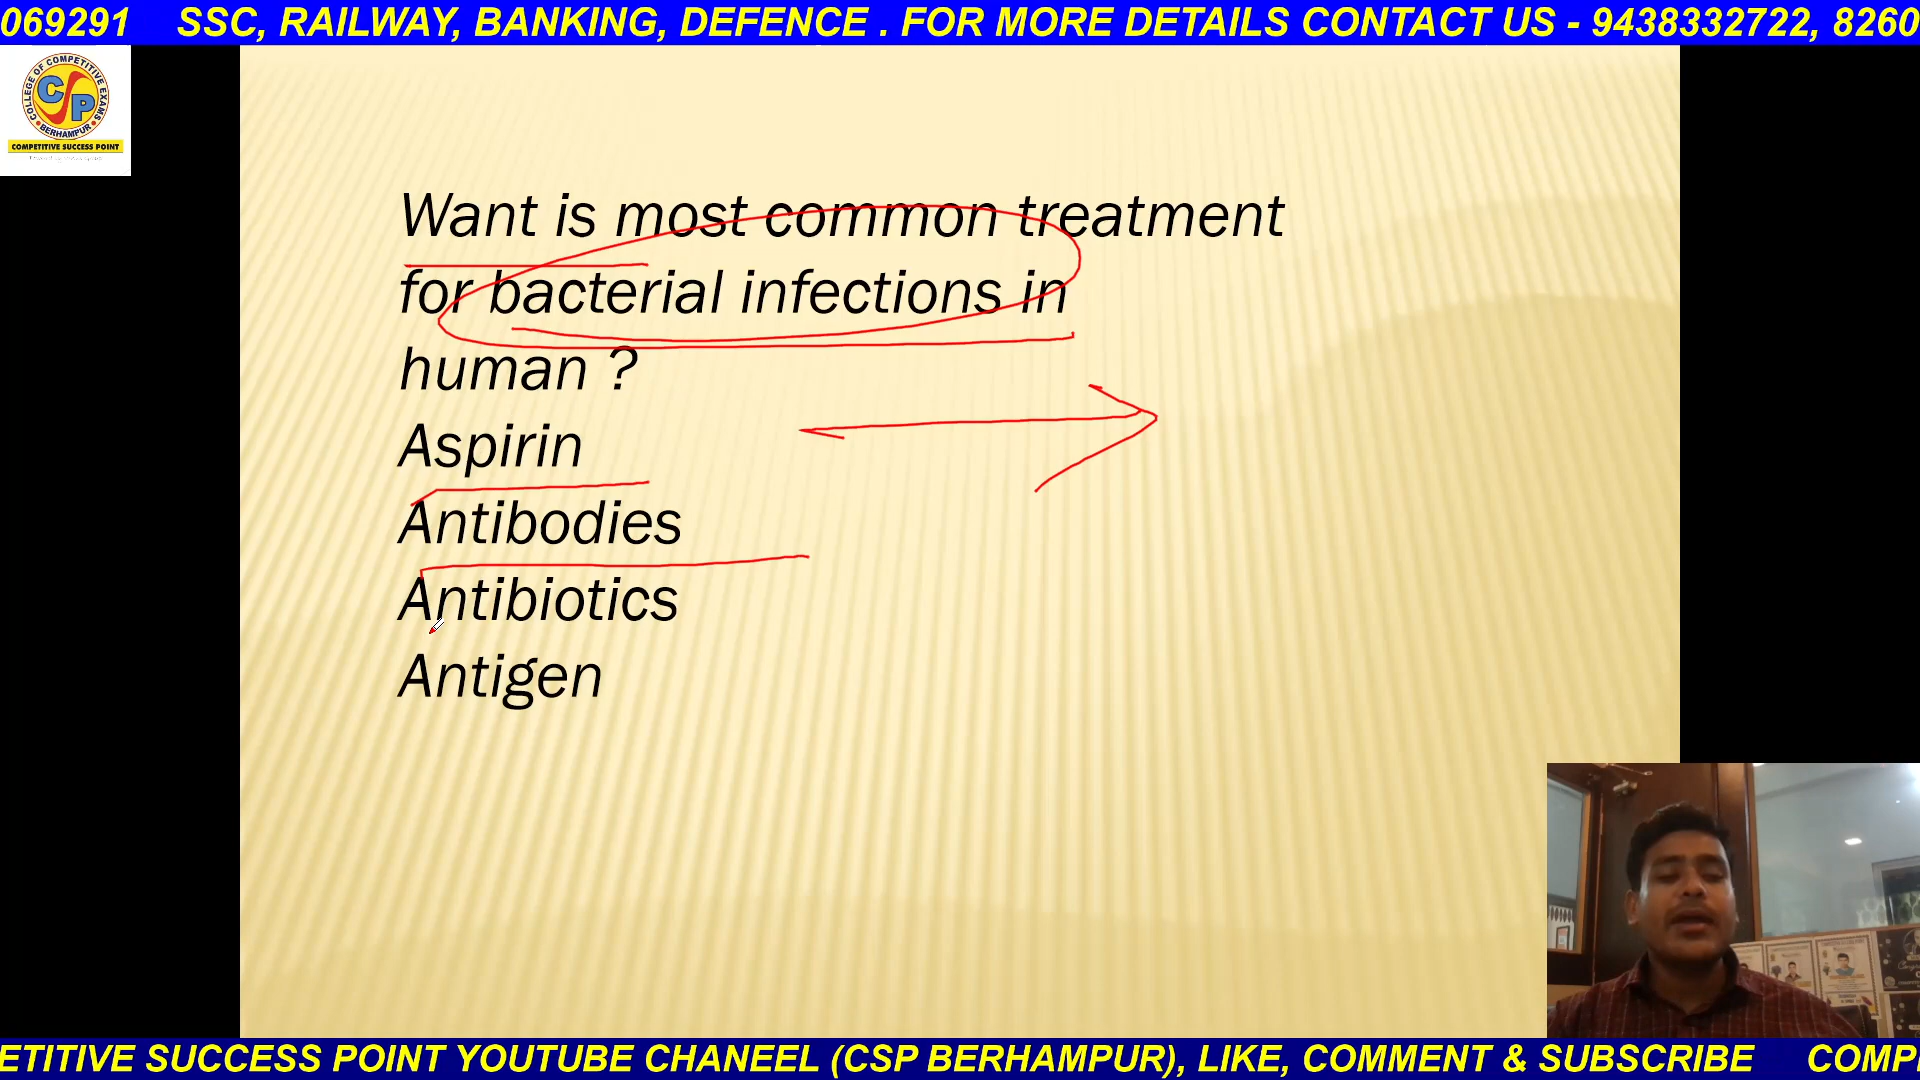 069291 SSC, RAILWAY, BANKING, DEFENCE . FOR MORE DETAILS CONTACT US - 9438332722, 8260
COLLEGE OF COMPETITIVE EXAMS
CSP
BERHAMPUR
COMPETITIVE SUCCESS POINT
Want is most common treatment
for bacterial infections in
human ?
Aspirin
Antibodies
Antibiotics
Antigen
ETITIVE SUCCESS POINT YOUTUBE CHANEEL (CSP BERHAMPUR), LIKE, COMMENT & SUBSCRIBE COMP